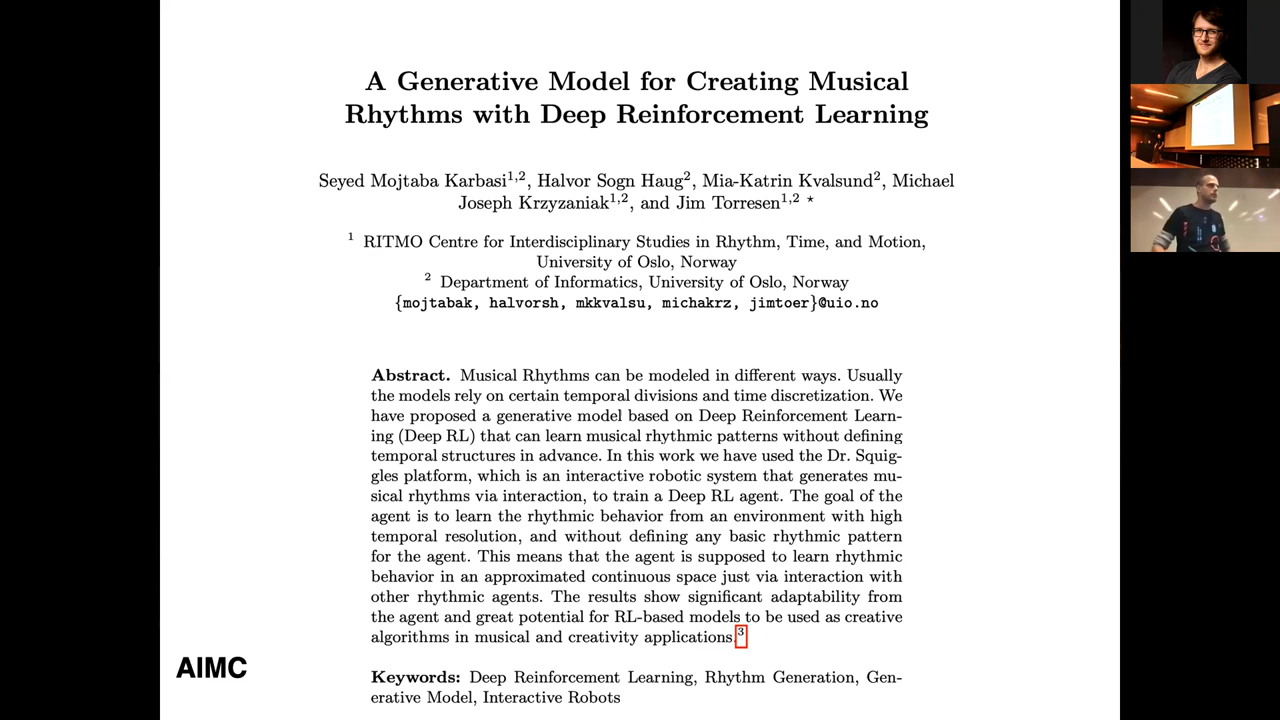 A Generative Model for Creating Musical
Rhythms with Deep Reinforcement Learning
Seyed Mojtaba Karbasi1,2, Halvor Sogn Haug2, Mia-Katrin Kvalsund2, Michael
Joseph Krzyzaniak1,2, and Jim Torresen1,2 ⋆
1 RITMO Centre for Interdisciplinary Studies in Rhythm, Time, and Motion,
University of Oslo, Norway
2 Department of Informatics, University of Oslo, Norway
{mojtabak, halvorsh, mkkvalsu, michakrz, jimtoer}@uio.no
Abstract. Musical Rhythms can be modeled in different ways. Usually
the models rely on certain temporal divisions and time discretization. We
have proposed a generative model based on Deep Reinforcement Learn-
ing (Deep RL) that can learn musical rhythmic patterns without defining
temporal structures in advance. In this work we have used the Dr. Squig-
gles platform, which is an interactive robotic system that generates mu-
sical rhythms via interaction, to train a Deep RL agent. The goal of the
agent is to learn the rhythmic behavior from an environment with high
temporal resolution, and without defining any basic rhythmic pattern
for the agent. This means that the agent is supposed to learn rhythmic
behavior in an approximated continuous space just via interaction with
other rhythmic agents. The results show significant adaptability from
the agent and great potential for RL-based models to be used as creative
algorithms in musical and creativity applications.3
AIMC
Keywords: Deep Reinforcement Learning, Rhythm Generation, Gen-
erative Model, Interactive Robots